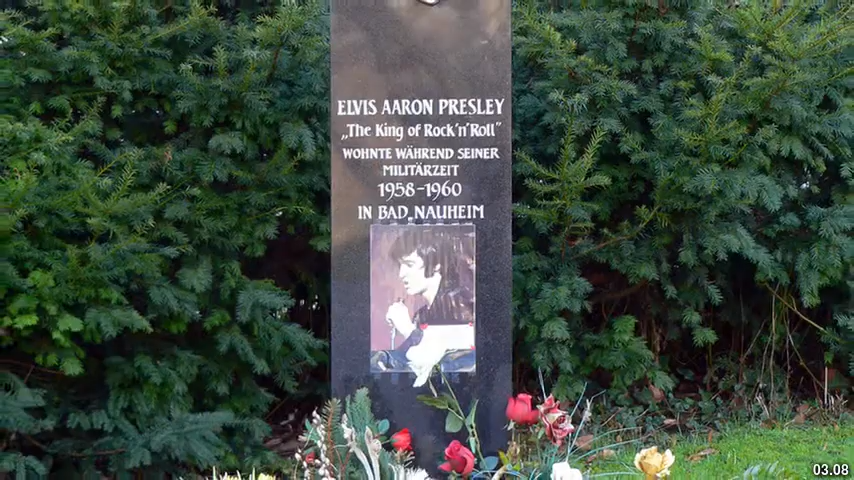 ELVIS AARON PRESLEY
„The King of Rock'n'Roll"
WOHNTE WÄHREND SEINER
MILITÄRZEIT
1958-1960
IN BAD NAUHEIM
03.08